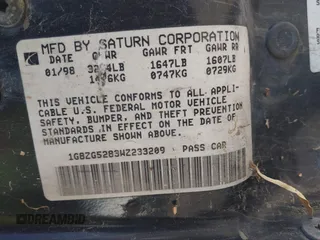 MFD BY SATURN CORPORATION
DATE GVWR GAWR FRT GAWR RR
01/98 1647LB 1607LB
0747KG 0729KG
THIS VEHICLE CONFORMS TO ALL APPLI-
CABLE U.S. FEDERAL MOTOR VEHICLE
SAFETY, BUMPER, AND THEFT PREVENTION
STANDARDS IN EFFECT ON THE DATE OF
MANUFACTURE SHOWN ABOVE.
1G8ZG5283WZ233209 PASS CAR
DREAMBID